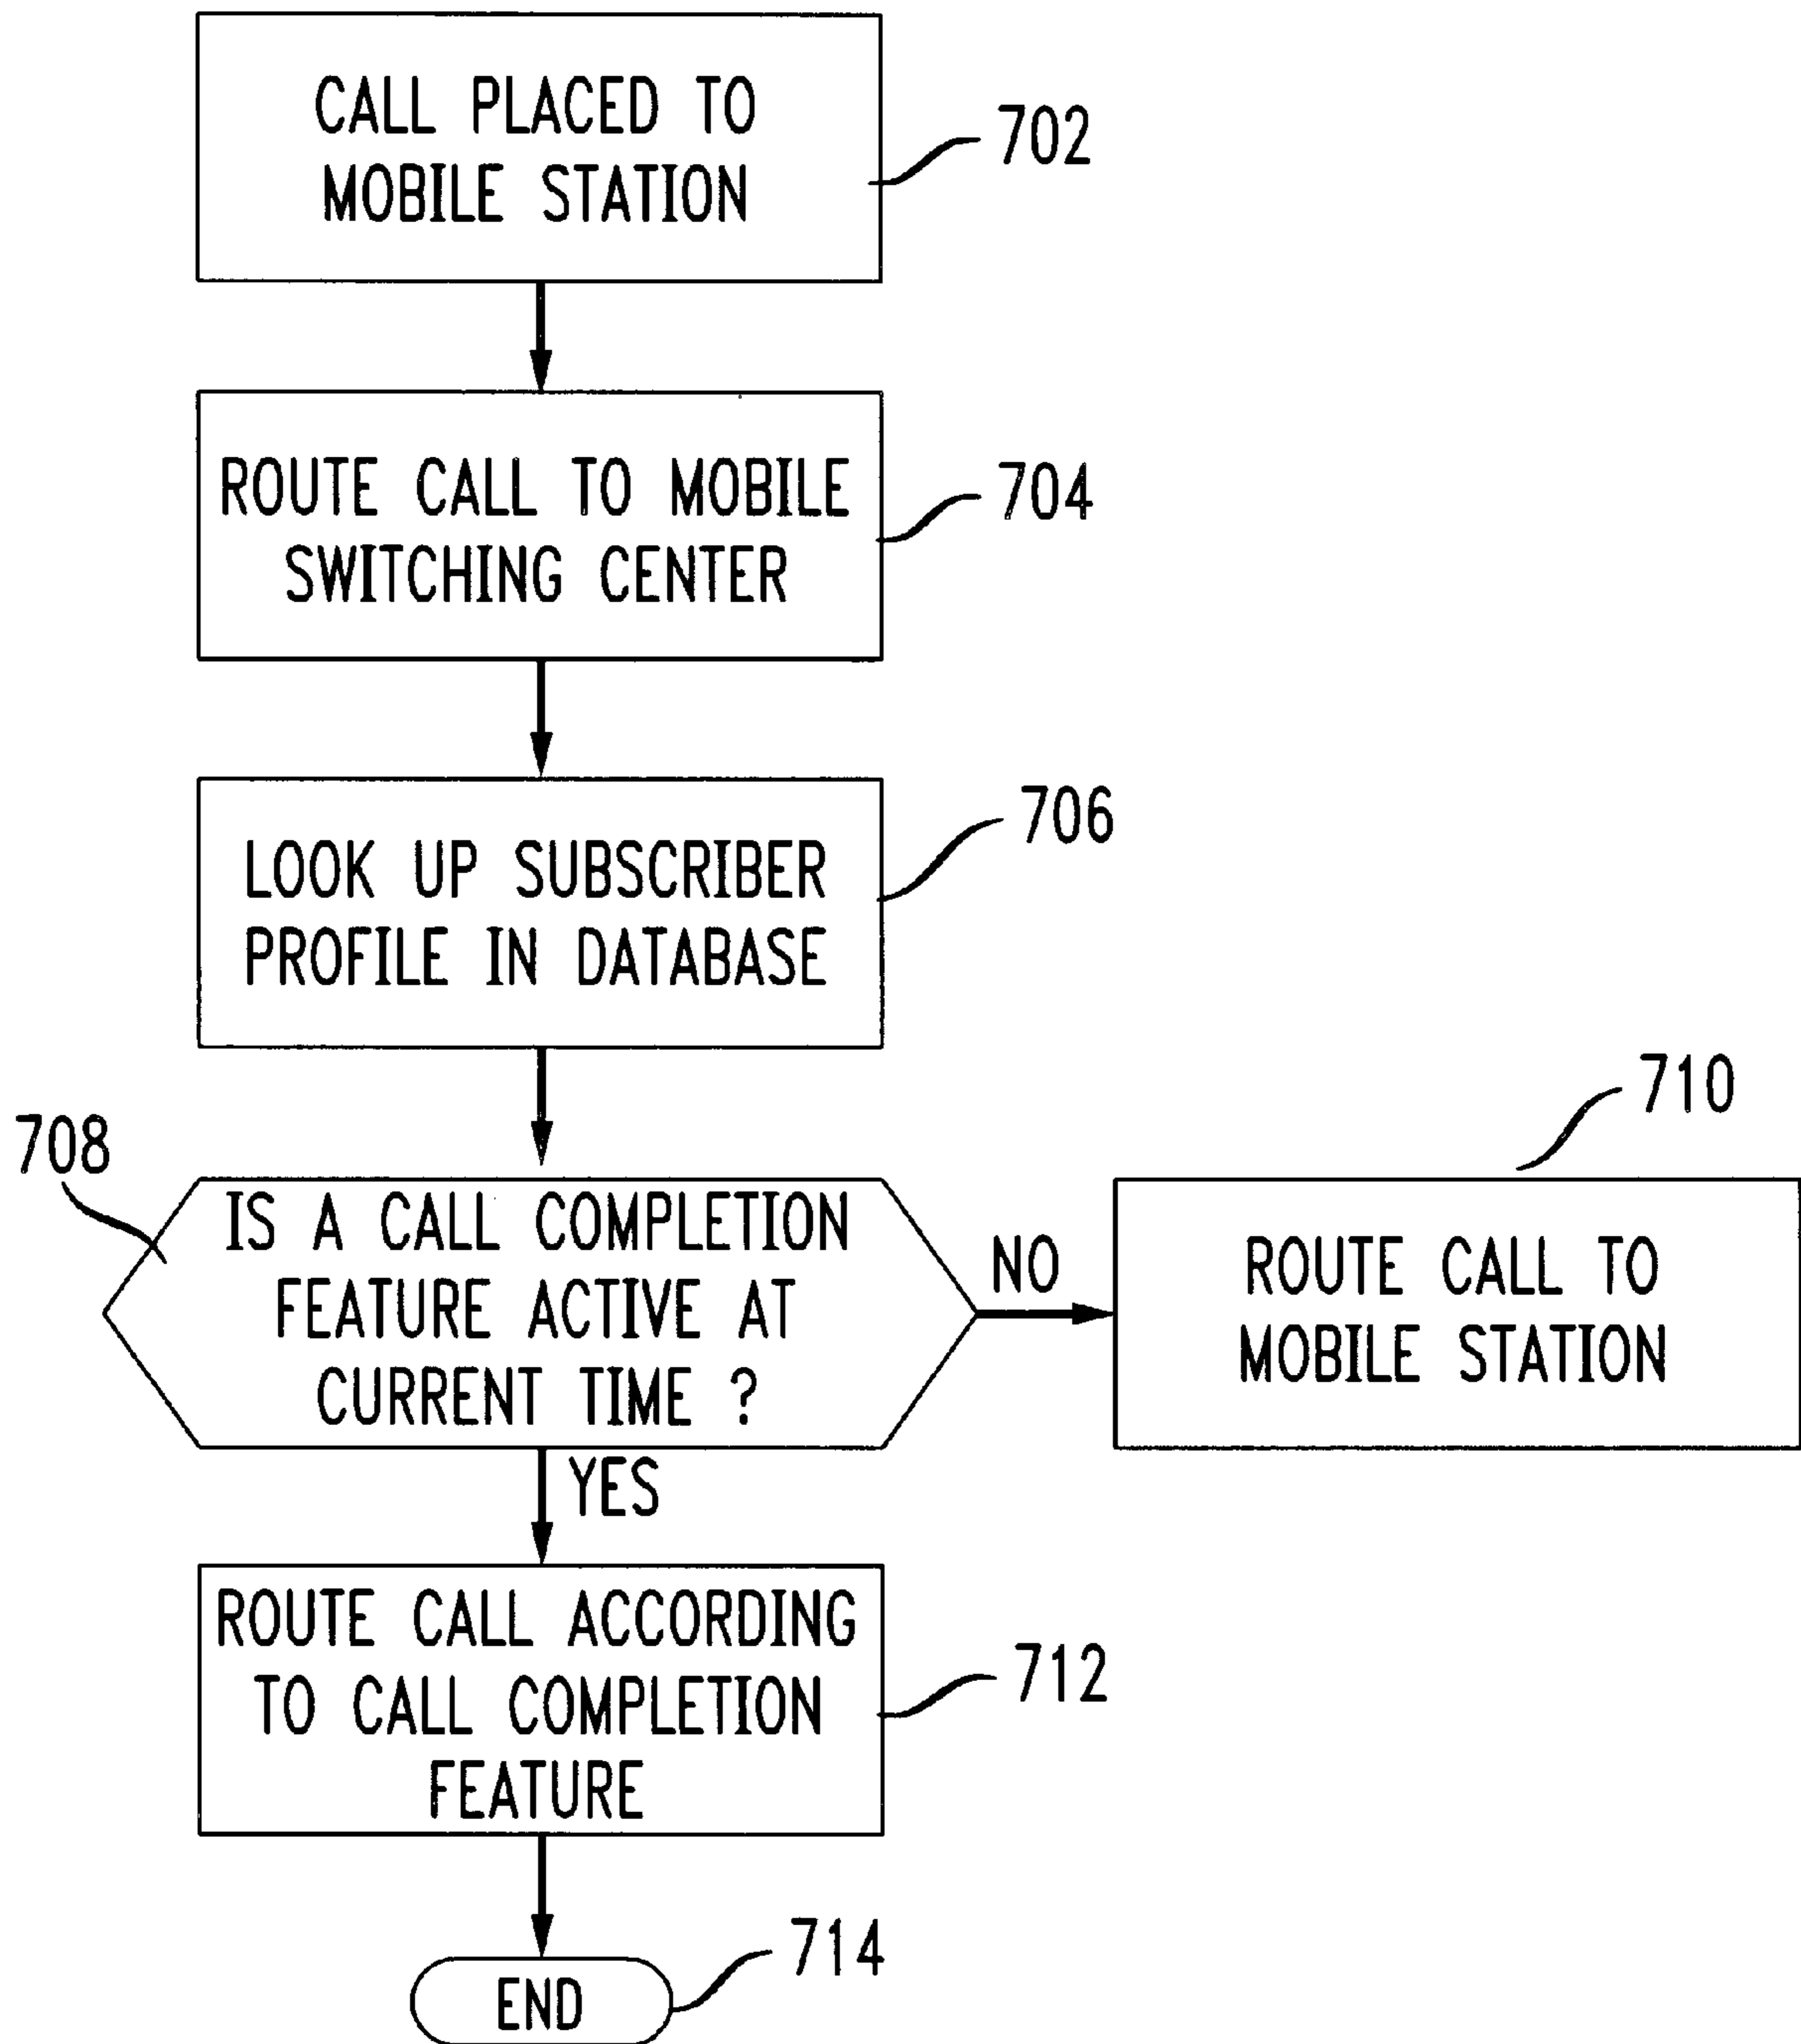 CALL PLACED TO
MOBILE STATION
702
ROUTE CALL TO MOBILE
SWITCHING CENTER
704
LOOK UP SUBSCRIBER
PROFILE IN DATABASE
706
708
IS A CALL COMPLETION
FEATURE ACTIVE AT
CURRENT TIME ?
NO
710
ROUTE CALL TO
MOBILE STATION
YES
ROUTE CALL ACCORDING
TO CALL COMPLETION
FEATURE
712
END
714